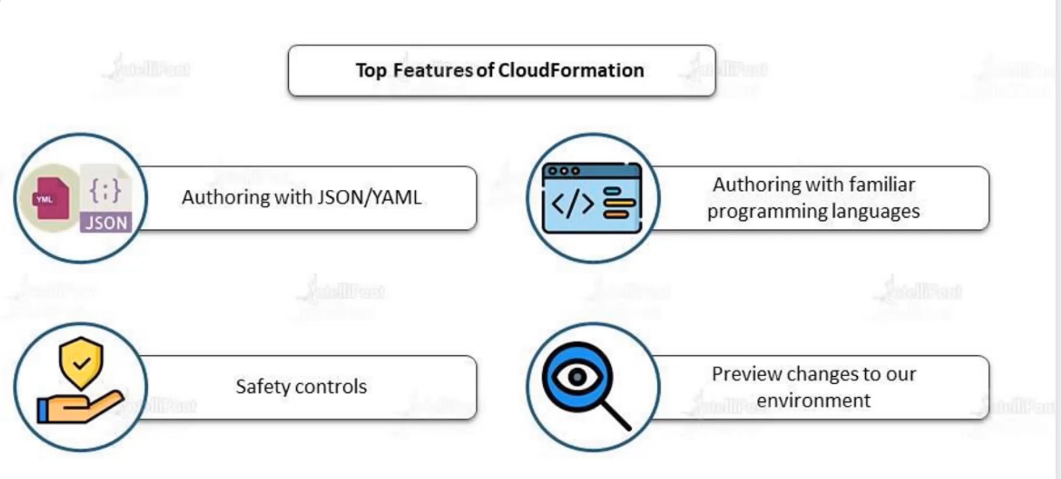 Top Features of CloudFormation
YML
{;}
JSON
Authoring with JSON/YAML
</>
Authoring with familiar
programming languages
Safety controls
Preview changes to our
environment